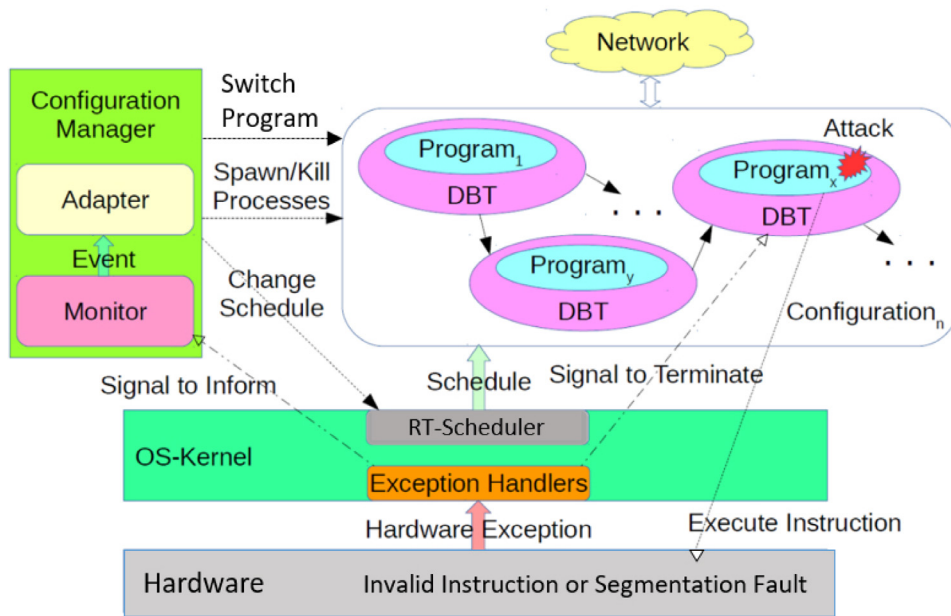 Network
Configuration
Manager
Switch
Program
Attack
Program1
DBT
Programx
DBT
Adapter
Spawn/Kill
Processes
. . .
Event
Programy
DBT
. . .
Monitor
Change
Schedule
Configurationn
Signal to Inform
Schedule
Signal to Terminate
RT-Scheduler
OS-Kernel
Exception Handlers
Hardware Exception
Execute Instruction
Hardware
Invalid Instruction or Segmentation Fault